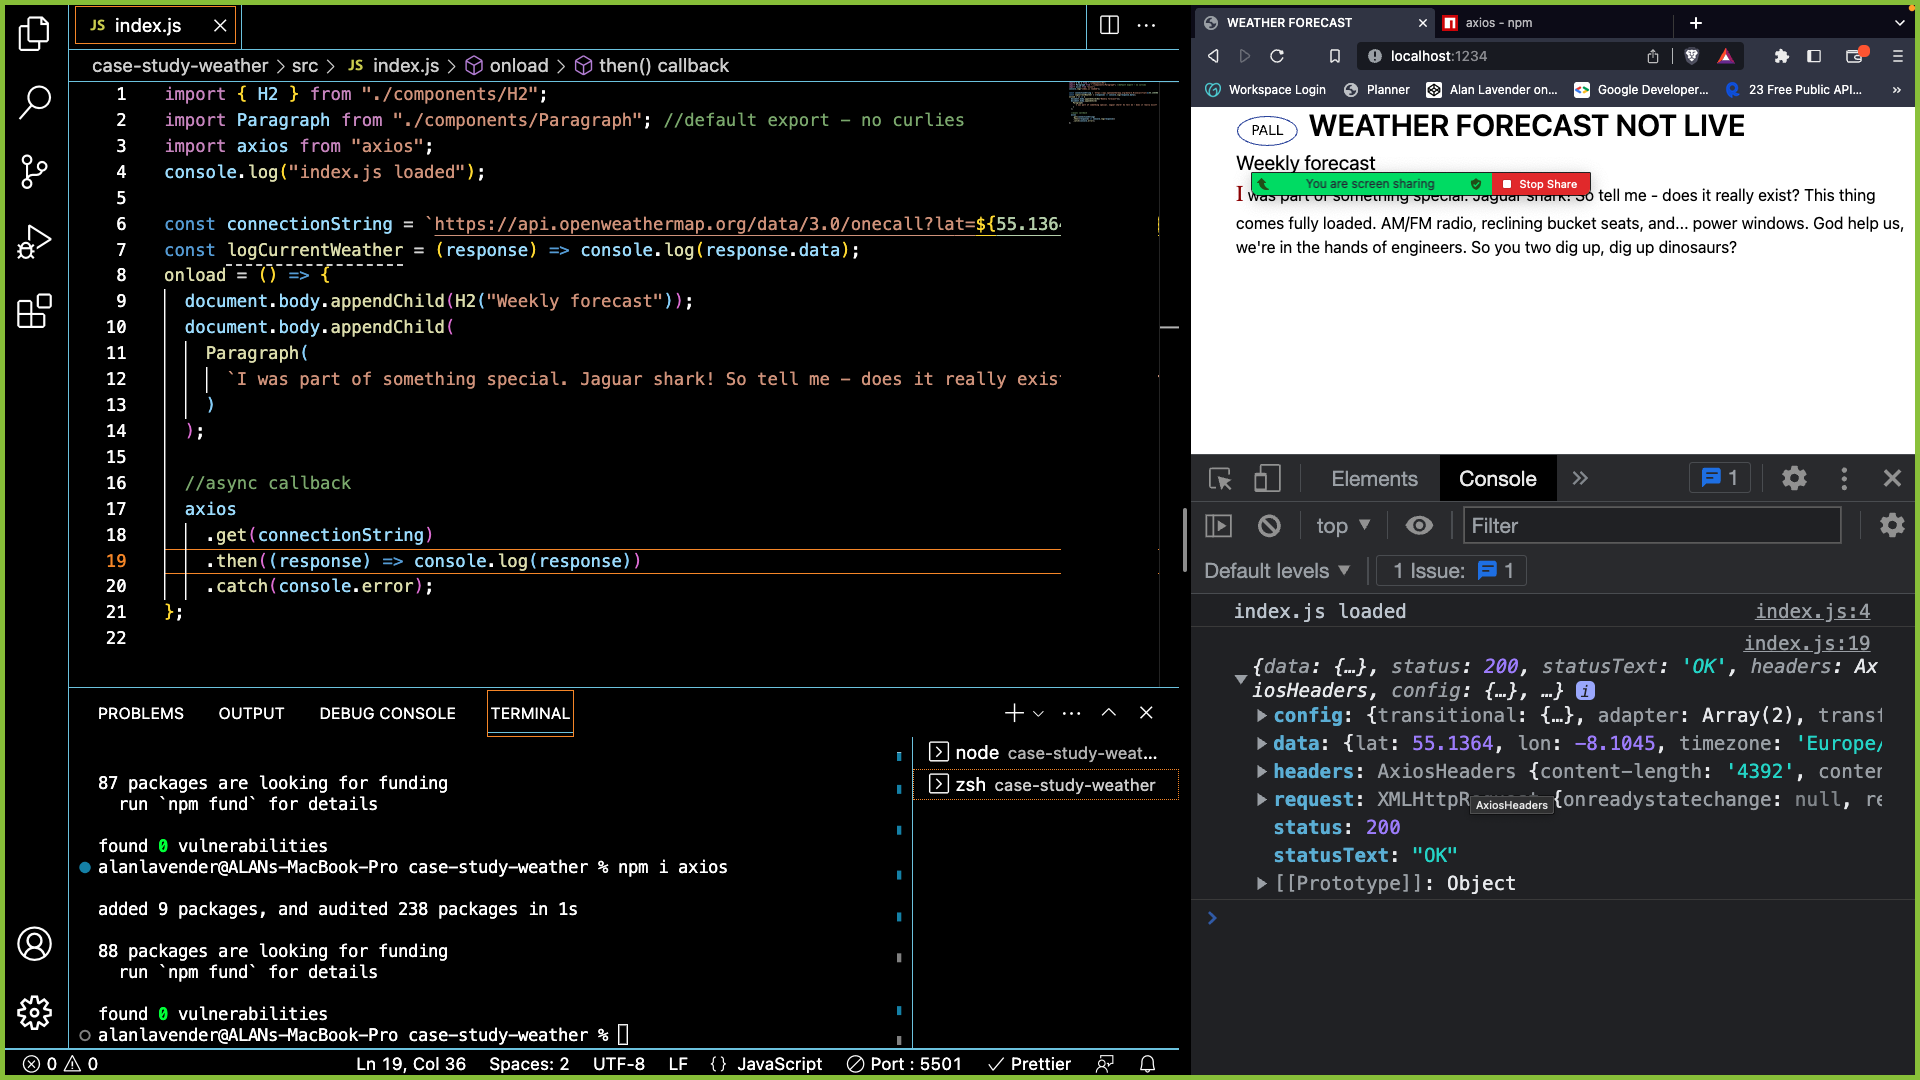 JS index.js
case-study-weather > src > JS index.js > onload > then() callback
1 import { H2 } from "./components/H2";
2 import Paragraph from "./components/Paragraph"; //default export - no curlies
3 import axios from "axios";
4 console.log("index.js loaded");
5
6 const connectionString = `https://api.openweathermap.org/data/3.0/onecall?lat=${55.1364
7 const logCurrentWeather = (response) => console.log(response.data);
8 onload = () => {
9 document.body.appendChild(H2("Weekly forecast"));
10 document.body.appendChild(
11 Paragraph(
12 `I was part of something special. Jaguar shark! So tell me - does it really exis
13 )
14 );
15
16 //async callback
17 axios
18 .get(connectionString)
19 .then((response) => console.log(response))
20 .catch(console.error);
21 };
22
PROBLEMS OUTPUT DEBUG CONSOLE TERMINAL
87 packages are looking for funding
run `npm fund` for details
found 0 vulnerabilities
alanlavender@ALANs-MacBook-Pro case-study-weather % npm i axios
added 9 packages, and audited 238 packages in 1s
88 packages are looking for funding
run `npm fund` for details
found 0 vulnerabilities
alanlavender@ALANs-MacBook-Pro case-study-weather %
node case-study-weat...
zsh case-study-weather
0 0 Ln 19, Col 36 Spaces: 2 UTF-8 LF {} JavaScript Port : 5501 Prettier
WEATHER FORECAST axios - npm
localhost:1234
Workspace Login Planner Alan Lavender on... Google Developer... 23 Free Public API... »
PALL WEATHER FORECAST NOT LIVE
Weekly forecast
You are screen sharing Stop Share
I was part of something special. Jaguar shark! So tell me - does it really exist? This thing
comes fully loaded. AM/FM radio, reclining bucket seats, and... power windows. God help us,
we're in the hands of engineers. So you two dig up, dig up dinosaurs?
Elements Console » 1
top Filter
Default levels 1 Issue: 1
index.js loaded index.js:4
index.js:19
{data: {…}, status: 200, statusText: 'OK', headers: Ax
iosHeaders, config: {…}, …} i
config: {transitional: {…}, adapter: Array(2), transf
data: {lat: 55.1364, lon: -8.1045, timezone: 'Europe/
headers: AxiosHeaders {content-length: '4392', conten
request: XMLHttpRequest {onreadystatechange: null, re
AxiosHeaders
status: 200
statusText: "OK"
[[Prototype]]: Object